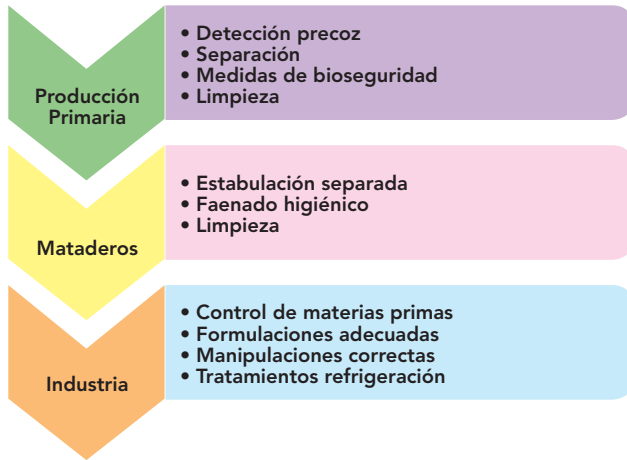 Producción
Primaria
• Detección precoz
• Separación
• Medidas de bioseguridad
• Limpieza
Mataderos
• Estabulación separada
• Faenado higiénico
• Limpieza
Industria
• Control de materias primas
• Formulaciones adecuadas
• Manipulaciones correctas
• Tratamientos refrigeración